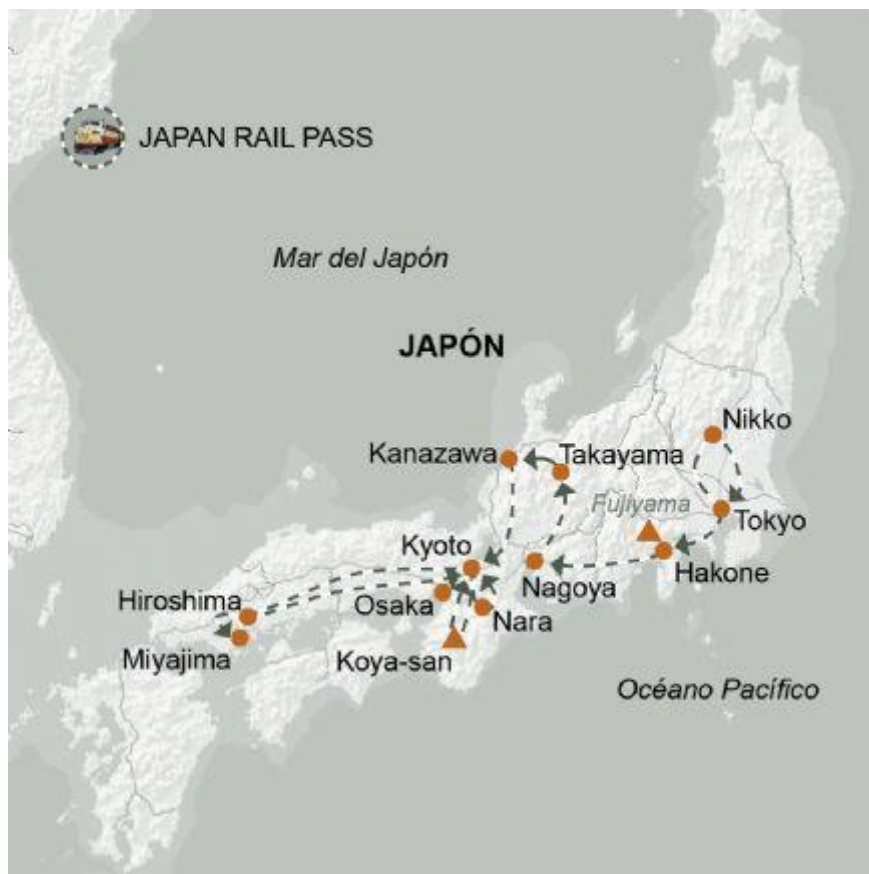 JAPAN RAIL PASS
Mar del Japón
JAPÓN
Nikko
Kanazawa
Takayama
Fujiyama
Tokyo
Kyoto
Hakone
Nagoya
Hiroshima
Osaka
Nara
Miyajima
Koya-san
Océano Pacífico